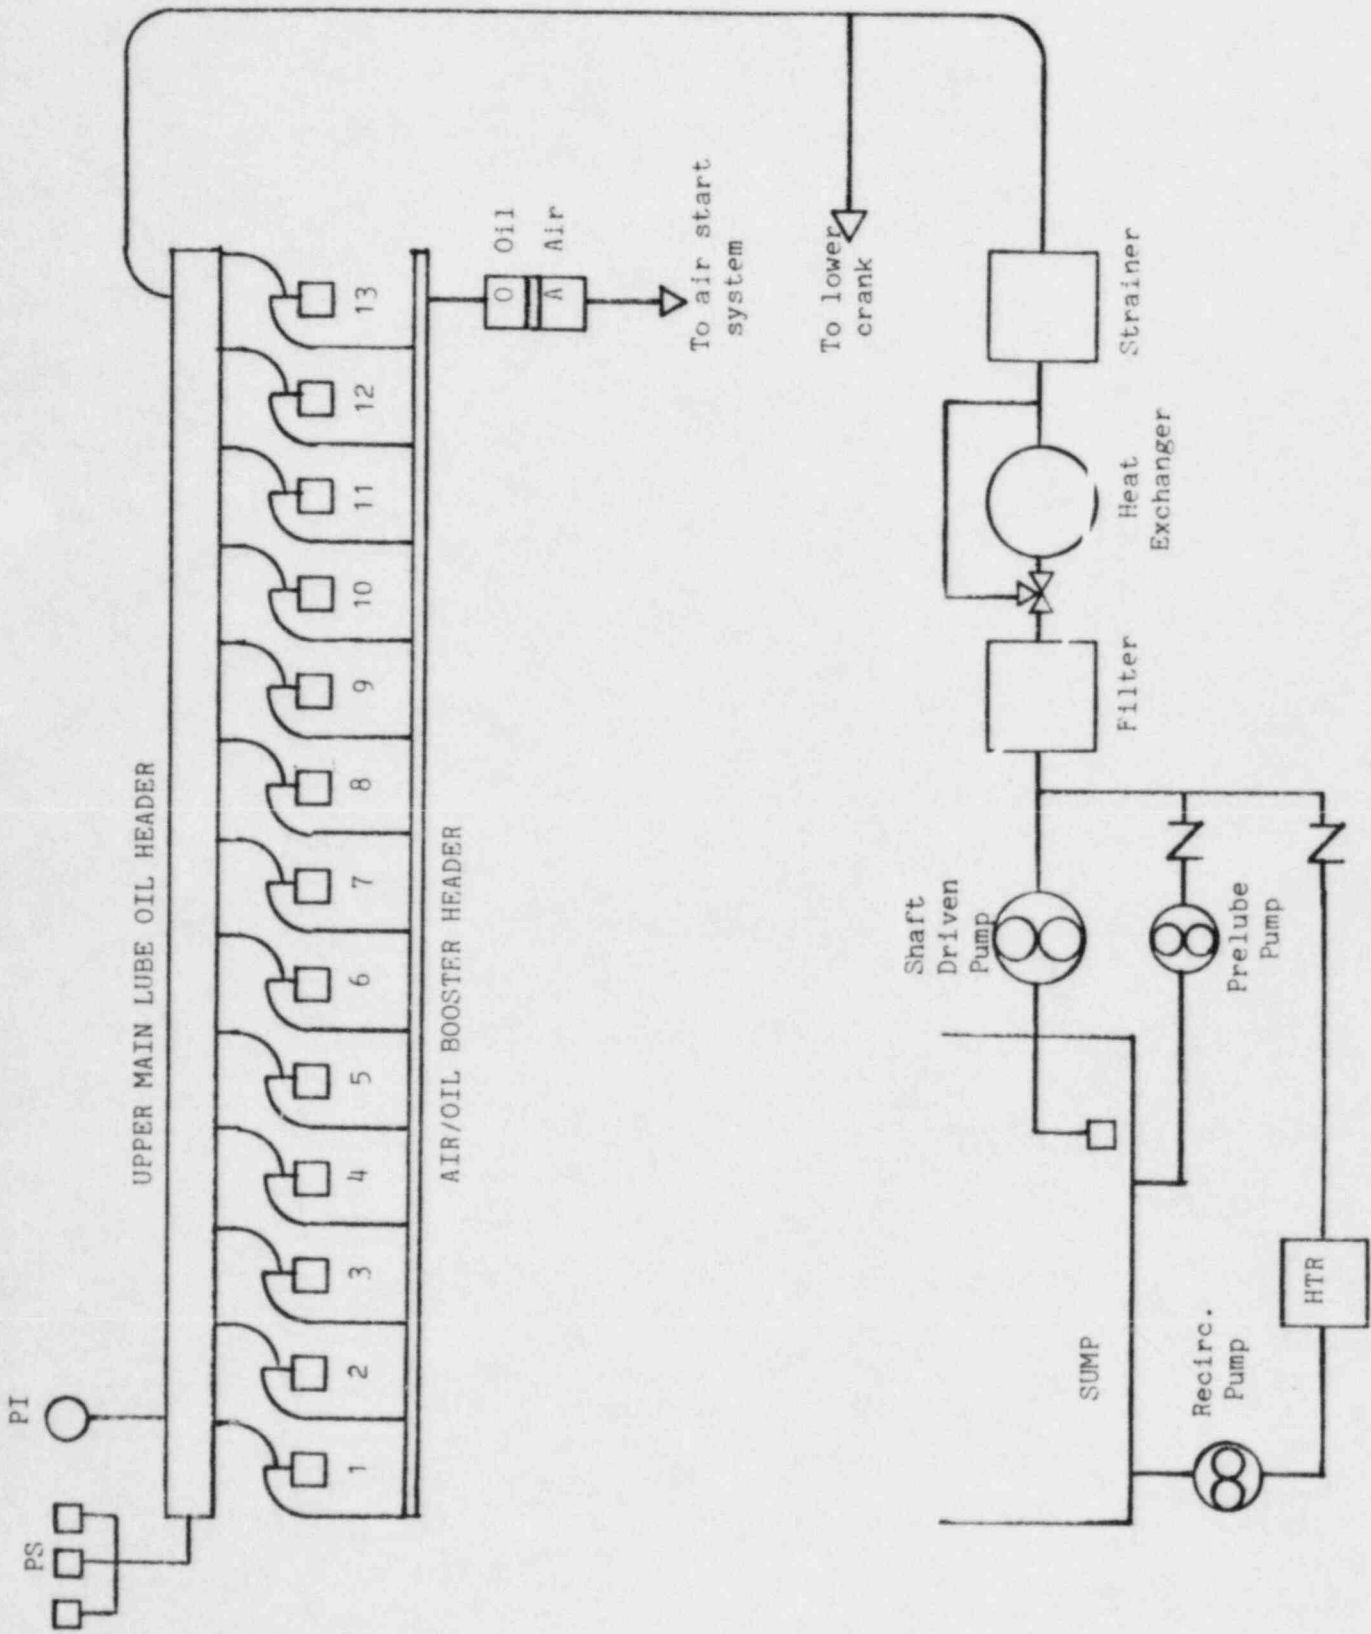 PS
PI
UPPER MAIN LUBE OIL HEADER
1
2
3
4
5
6
7
8
9
10
11
12
13
AIR/OIL BOOSTER HEADER
O
Oil
A
Air
To air start
system
To lower
crank
Shaft
Driven
Pump
Filter
Heat
Exchanger
Strainer
Prelube
Pump
SUMP
Recirc.
Pump
HTR